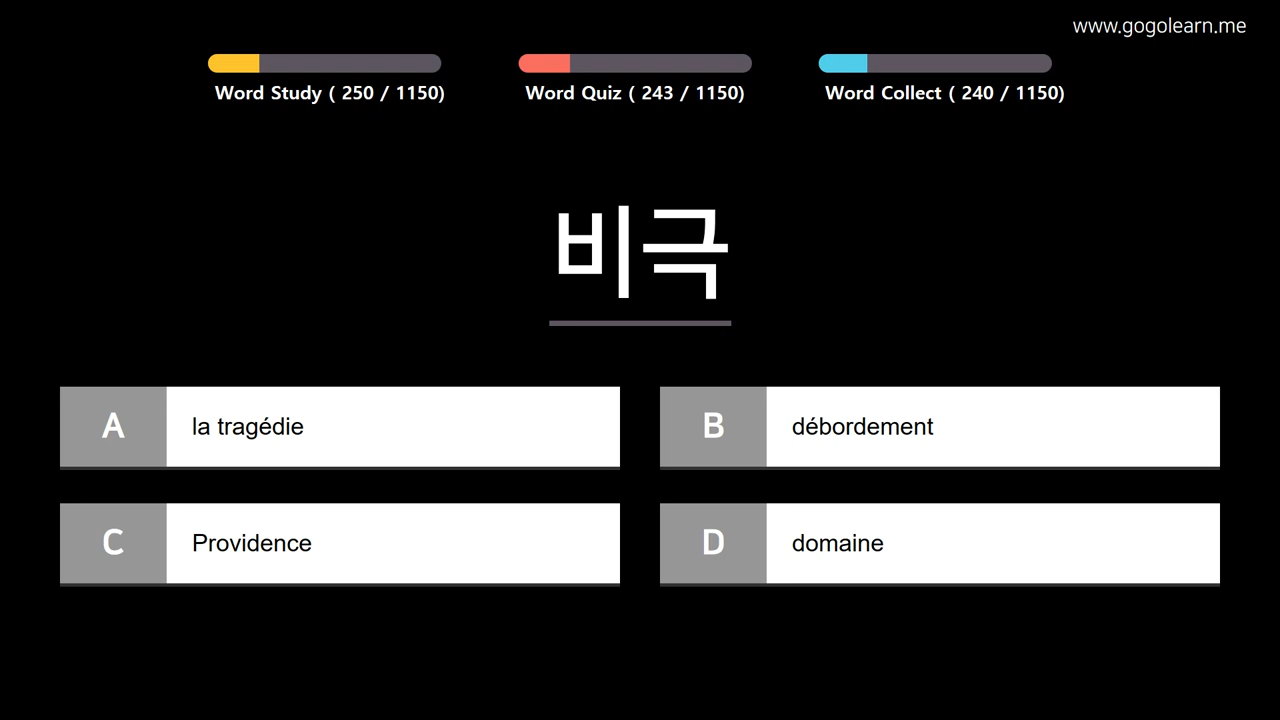 www.gogolearn.me
Word Study ( 250 / 1150)
Word Quiz ( 243 / 1150)
Word Collect ( 240 / 1150)
비극
A
la tragédie
B
débordement
C
Providence
D
domaine